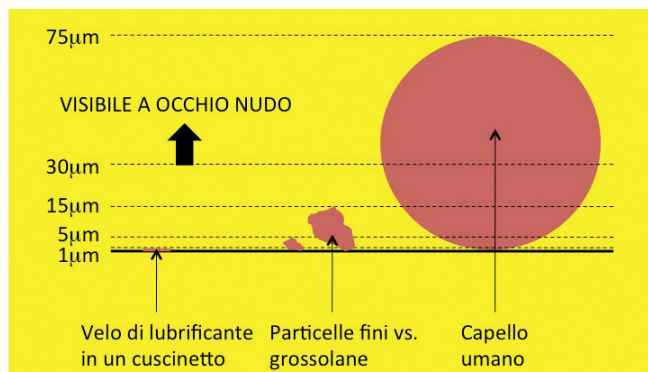 75μm
VISIBILE A OCCHIO NUDO
30μm
15μm
5μm
1μm
Velo di lubrificante
in un cuscinetto
Particelle fini vs.
grossolane
Capello
umano